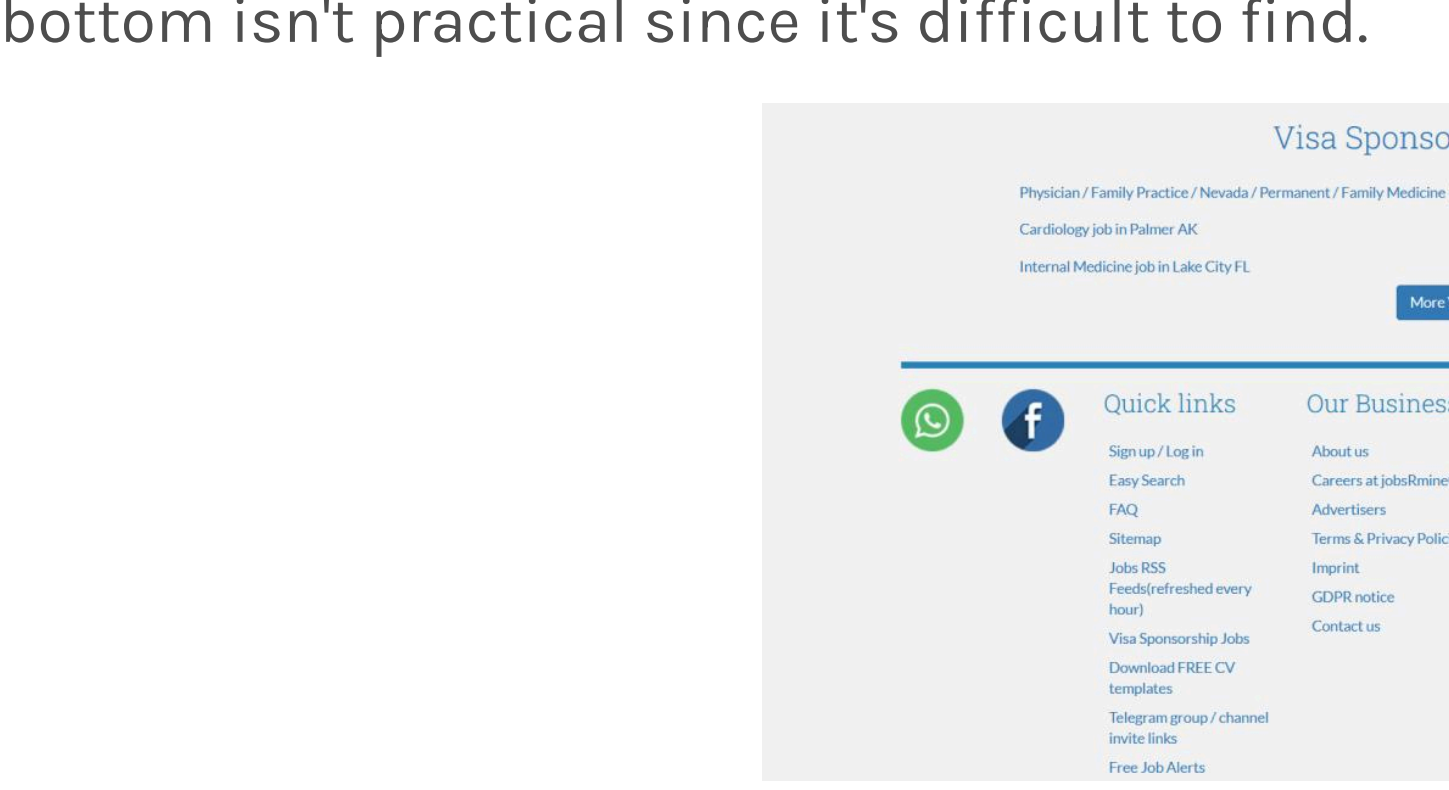 bottom isn't practical since it's difficult to find.
Visa Sponso
Physician / Family Practice / Nevada / Permanent / Family Medicine
Cardiology job in Palmer AK
Internal Medicine job in Lake City FL
More
Quick links
Sign up / Log in
Easy Search
FAQ
Sitemap
Jobs RSS
Feeds(refreshed every
hour)
Visa Sponsorship Jobs
Download FREE CV
templates
Telegram group / channel
invite links
Free Job Alerts
Our Business
About us
Careers at jobsRmine
Advertisers
Terms & Privacy Polic
Imprint
GDPR notice
Contact us